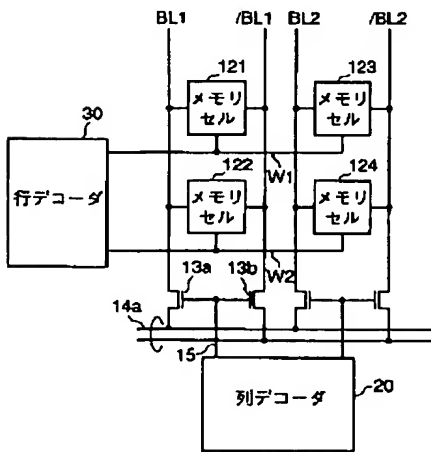 BL1 /BL1 BL2 /BL2
121 123
メモリ
セル
メモリ
セル
30
行デコーダ
W1
122 124
メモリ
セル
メモリ
セル
W2
13a 13b
14a
15
列デコーダ
20